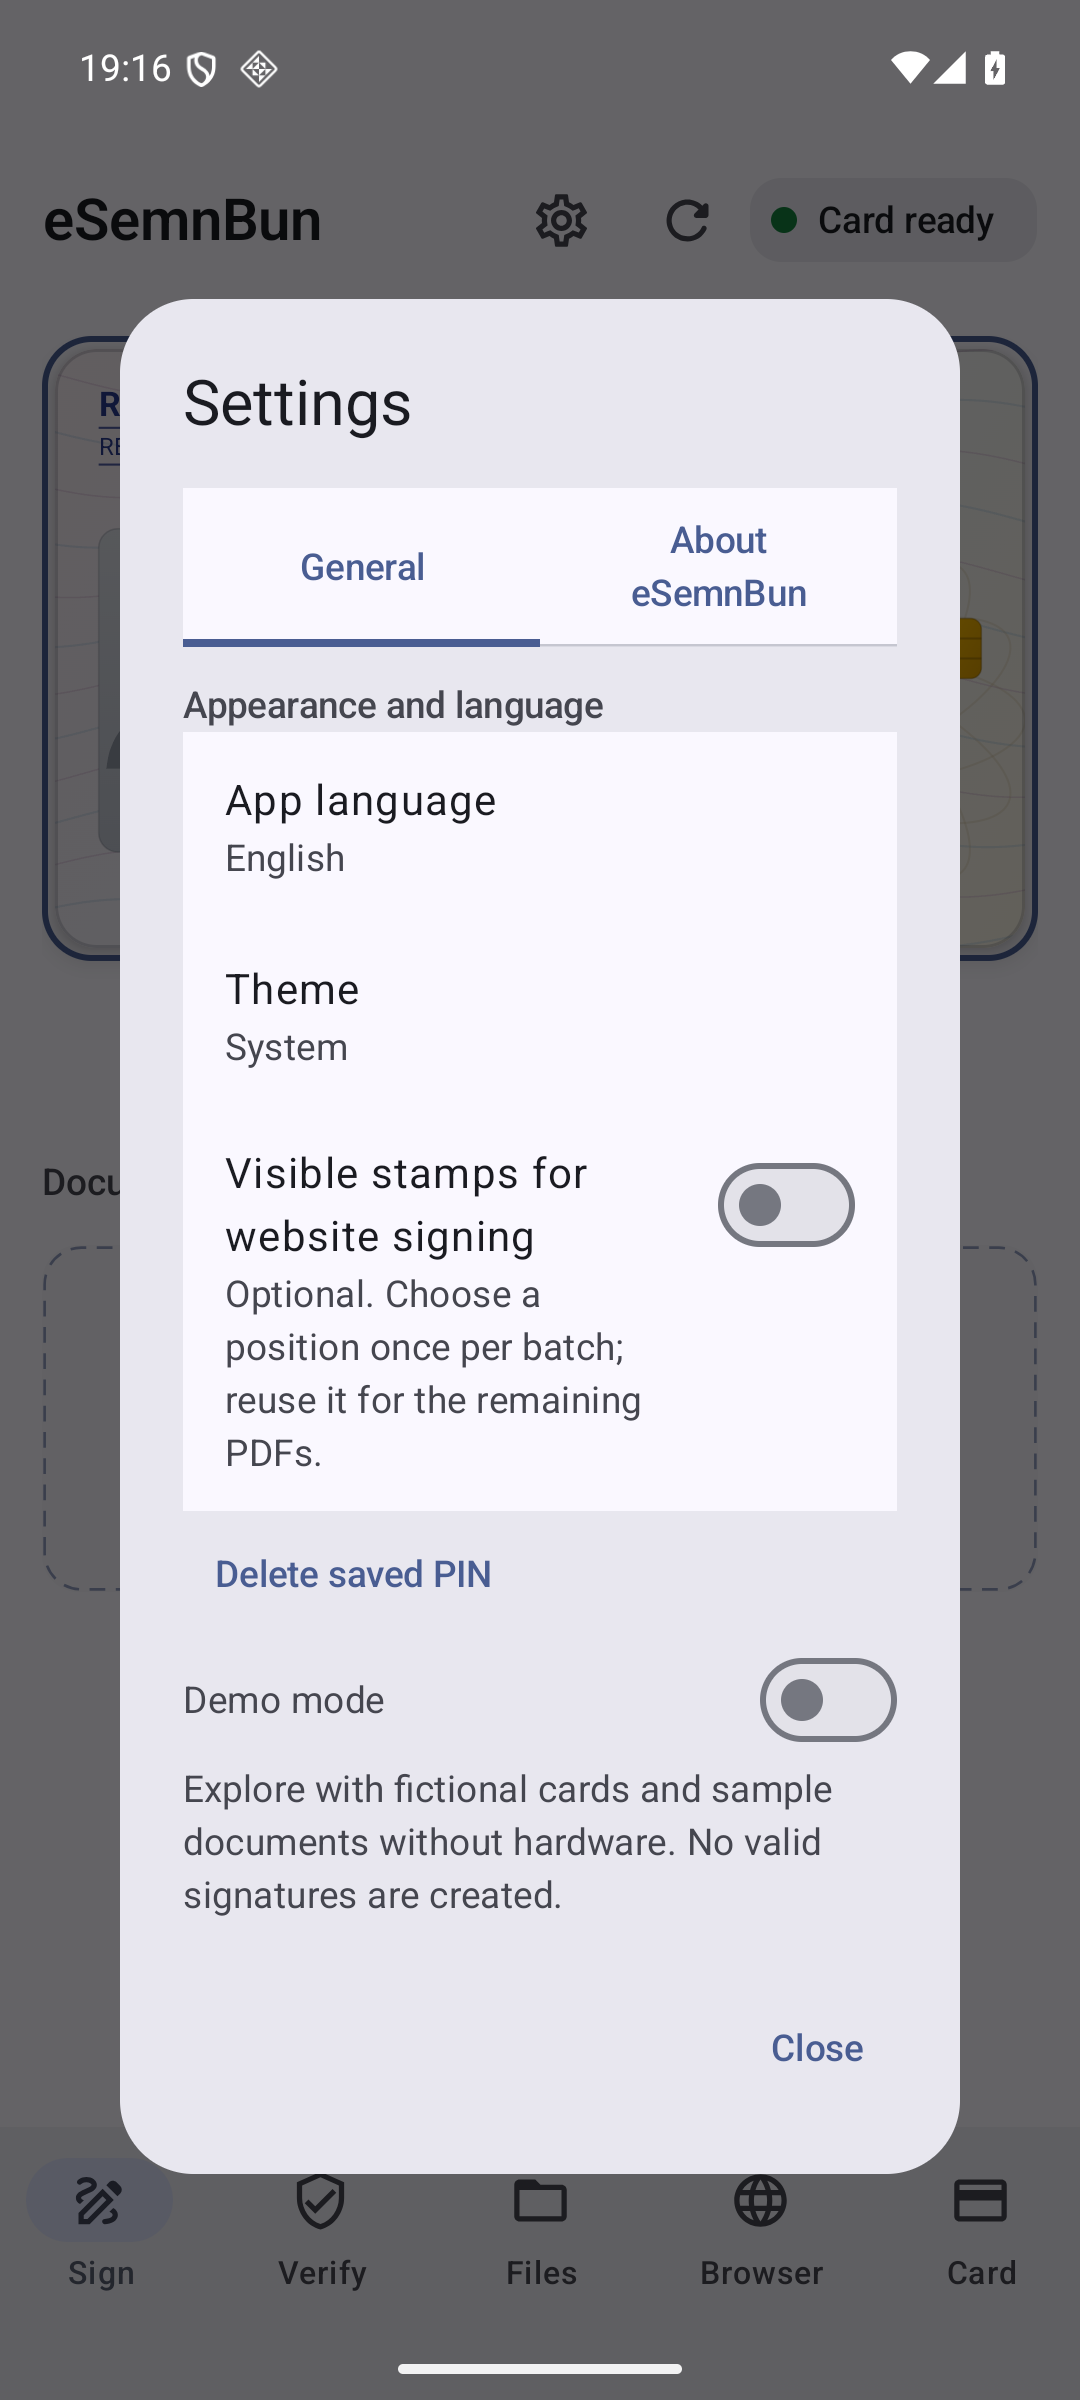 19:16
eSemnBun
Card ready
Settings
General
About
eSemnBun
Appearance and language
App language
English
Theme
System
Visible stamps for
website signing
Optional. Choose a
position once per batch;
reuse it for the remaining
PDFs.
Delete saved PIN
Demo mode
Explore with fictional cards and sample
documents without hardware. No valid
signatures are created.
Close
Sign
Verify
Files
Browser
Card